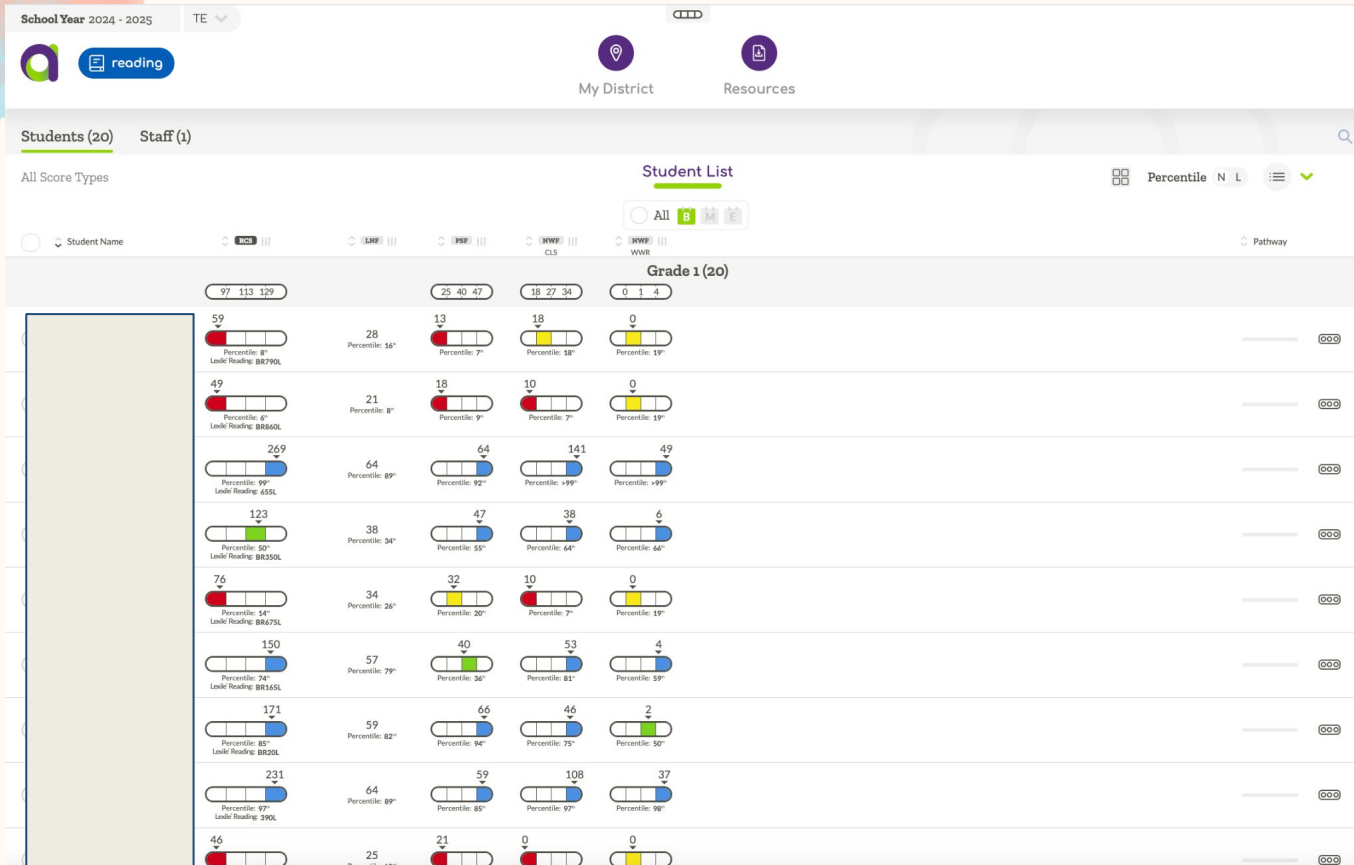 School Year 2024 - 2025 TE
reading
My District Resources
Students (20) Staff (1)
All Score Types Student List Percentile N L
All B M E
Student Name RCS LNF PSF NWF CLS NWF WWR Pathway
Grade 1 (20)
97 113 129 25 40 47 18 27 34 0 1 4
59 13 18 0
28
Percentile: 8th Percentile: 16th Percentile: 7th Percentile: 18th Percentile: 19th
Lexile Reading: BR790L
49 18 10 0
21
Percentile: 6th Percentile: 8th Percentile: 9th Percentile: 7th Percentile: 19th
Lexile Reading: BR860L
269 64 141 49
64
Percentile: 99th Percentile: 89th Percentile: 92nd Percentile: >99th Percentile: >99th
Lexile Reading: 655L
123 47 38 6
38
Percentile: 50th Percentile: 34th Percentile: 55th Percentile: 64th Percentile: 66th
Lexile Reading: BR350L
76 32 10 0
34
Percentile: 14th Percentile: 26th Percentile: 20th Percentile: 7th Percentile: 19th
Lexile Reading: BR675L
150 40 53 4
57
Percentile: 74th Percentile: 79th Percentile: 36th Percentile: 81st Percentile: 59th
Lexile Reading: BR165L
171 66 46 2
59
Percentile: 85th Percentile: 82nd Percentile: 94th Percentile: 75th Percentile: 50th
Lexile Reading: BR20L
231 59 108 37
64
Percentile: 97th Percentile: 89th Percentile: 85th Percentile: 97th Percentile: 98th
Lexile Reading: 390L
46 21 0 0
25